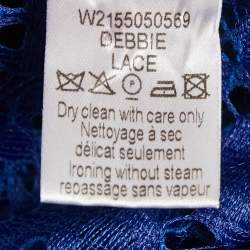 W2155050569
DEBBIE
LACE
P
Dry clean with care only
Nettoyage à sec
délicat seulement
Ironing without steam
repassage sans vapeur